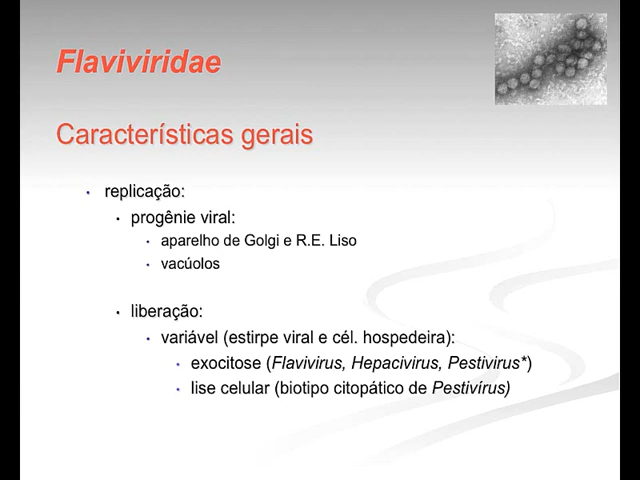 Flaviviridae
Características gerais
• replicação:
• progênie viral:
• aparelho de Golgi e R.E. Liso
• vacúolos
• liberação:
• variável (estirpe viral e cél. hospedeira):
• exocitose (Flavivirus, Hepacivirus, Pestivirus*)
• lise celular (biotipo citopático de Pestivírus)